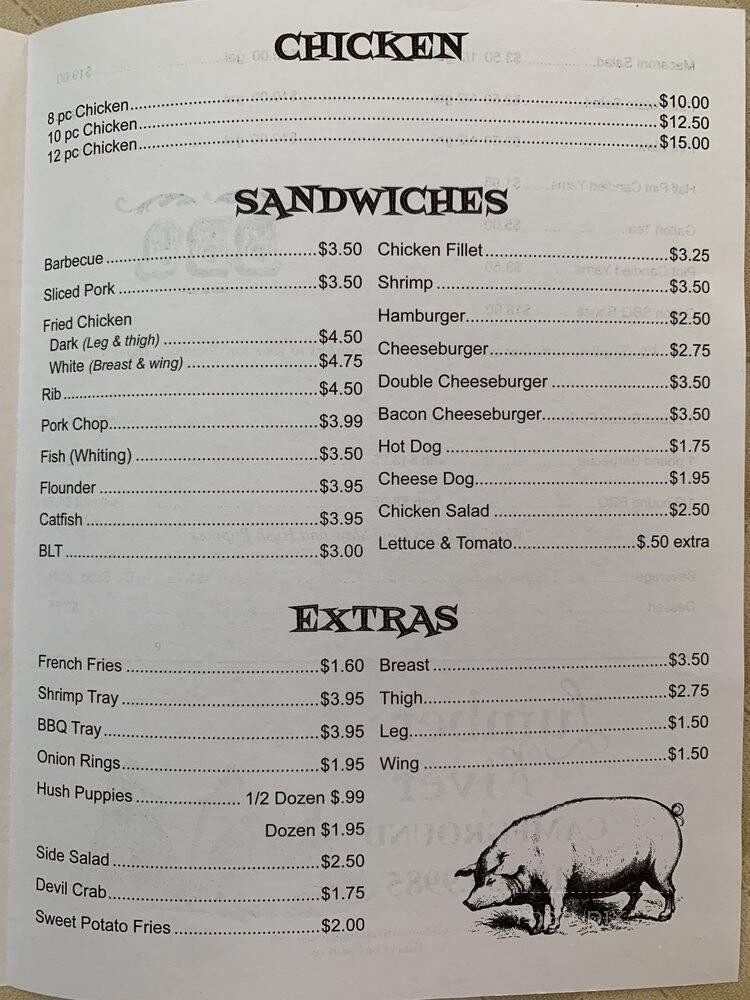 CHICKEN
8 pc Chicken $10.00
10 pc Chicken $12.50
12 pc Chicken $15.00
SANDWICHES
Barbecue $3.50
Sliced Pork $3.50
Fried Chicken
Dark (Leg & thigh) $4.50
White (Breast & wing) $4.75
Rib $4.50
Pork Chop $3.99
Fish (Whiting) $3.50
Flounder $3.95
Catfish $3.95
BLT $3.00
Chicken Fillet $3.25
Shrimp $3.50
Hamburger $2.50
Cheeseburger $2.75
Double Cheeseburger $3.50
Bacon Cheeseburger $3.50
Hot Dog $1.75
Cheese Dog $1.95
Chicken Salad $2.50
Lettuce & Tomato $.50 extra
EXTRAS
French Fries $1.60
Shrimp Tray $3.95
BBQ Tray $3.95
Onion Rings $1.95
Hush Puppies 1/2 Dozen $.99
Dozen $1.95
Side Salad $2.50
Devil Crab $1.75
Sweet Potato Fries $2.00
Breast $3.50
Thigh $2.75
Leg $1.50
Wing $1.50